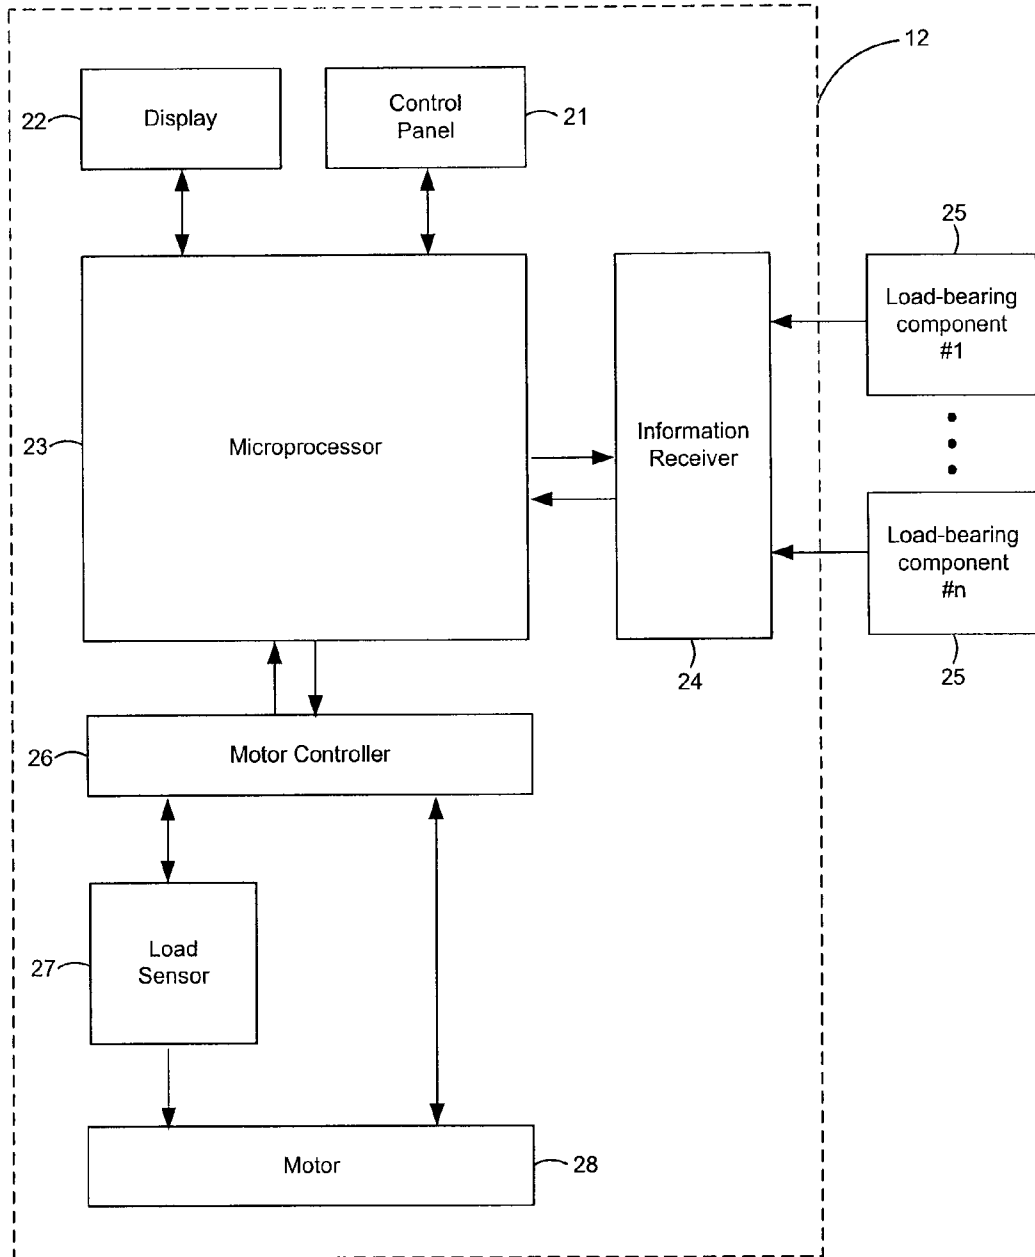 12
22
Display
Control
Panel
21
25
Load-bearing
component
#1
23
Microprocessor
Information
Receiver
Load-bearing
component
#n
24
25
26
Motor Controller
27
Load
Sensor
Motor
28